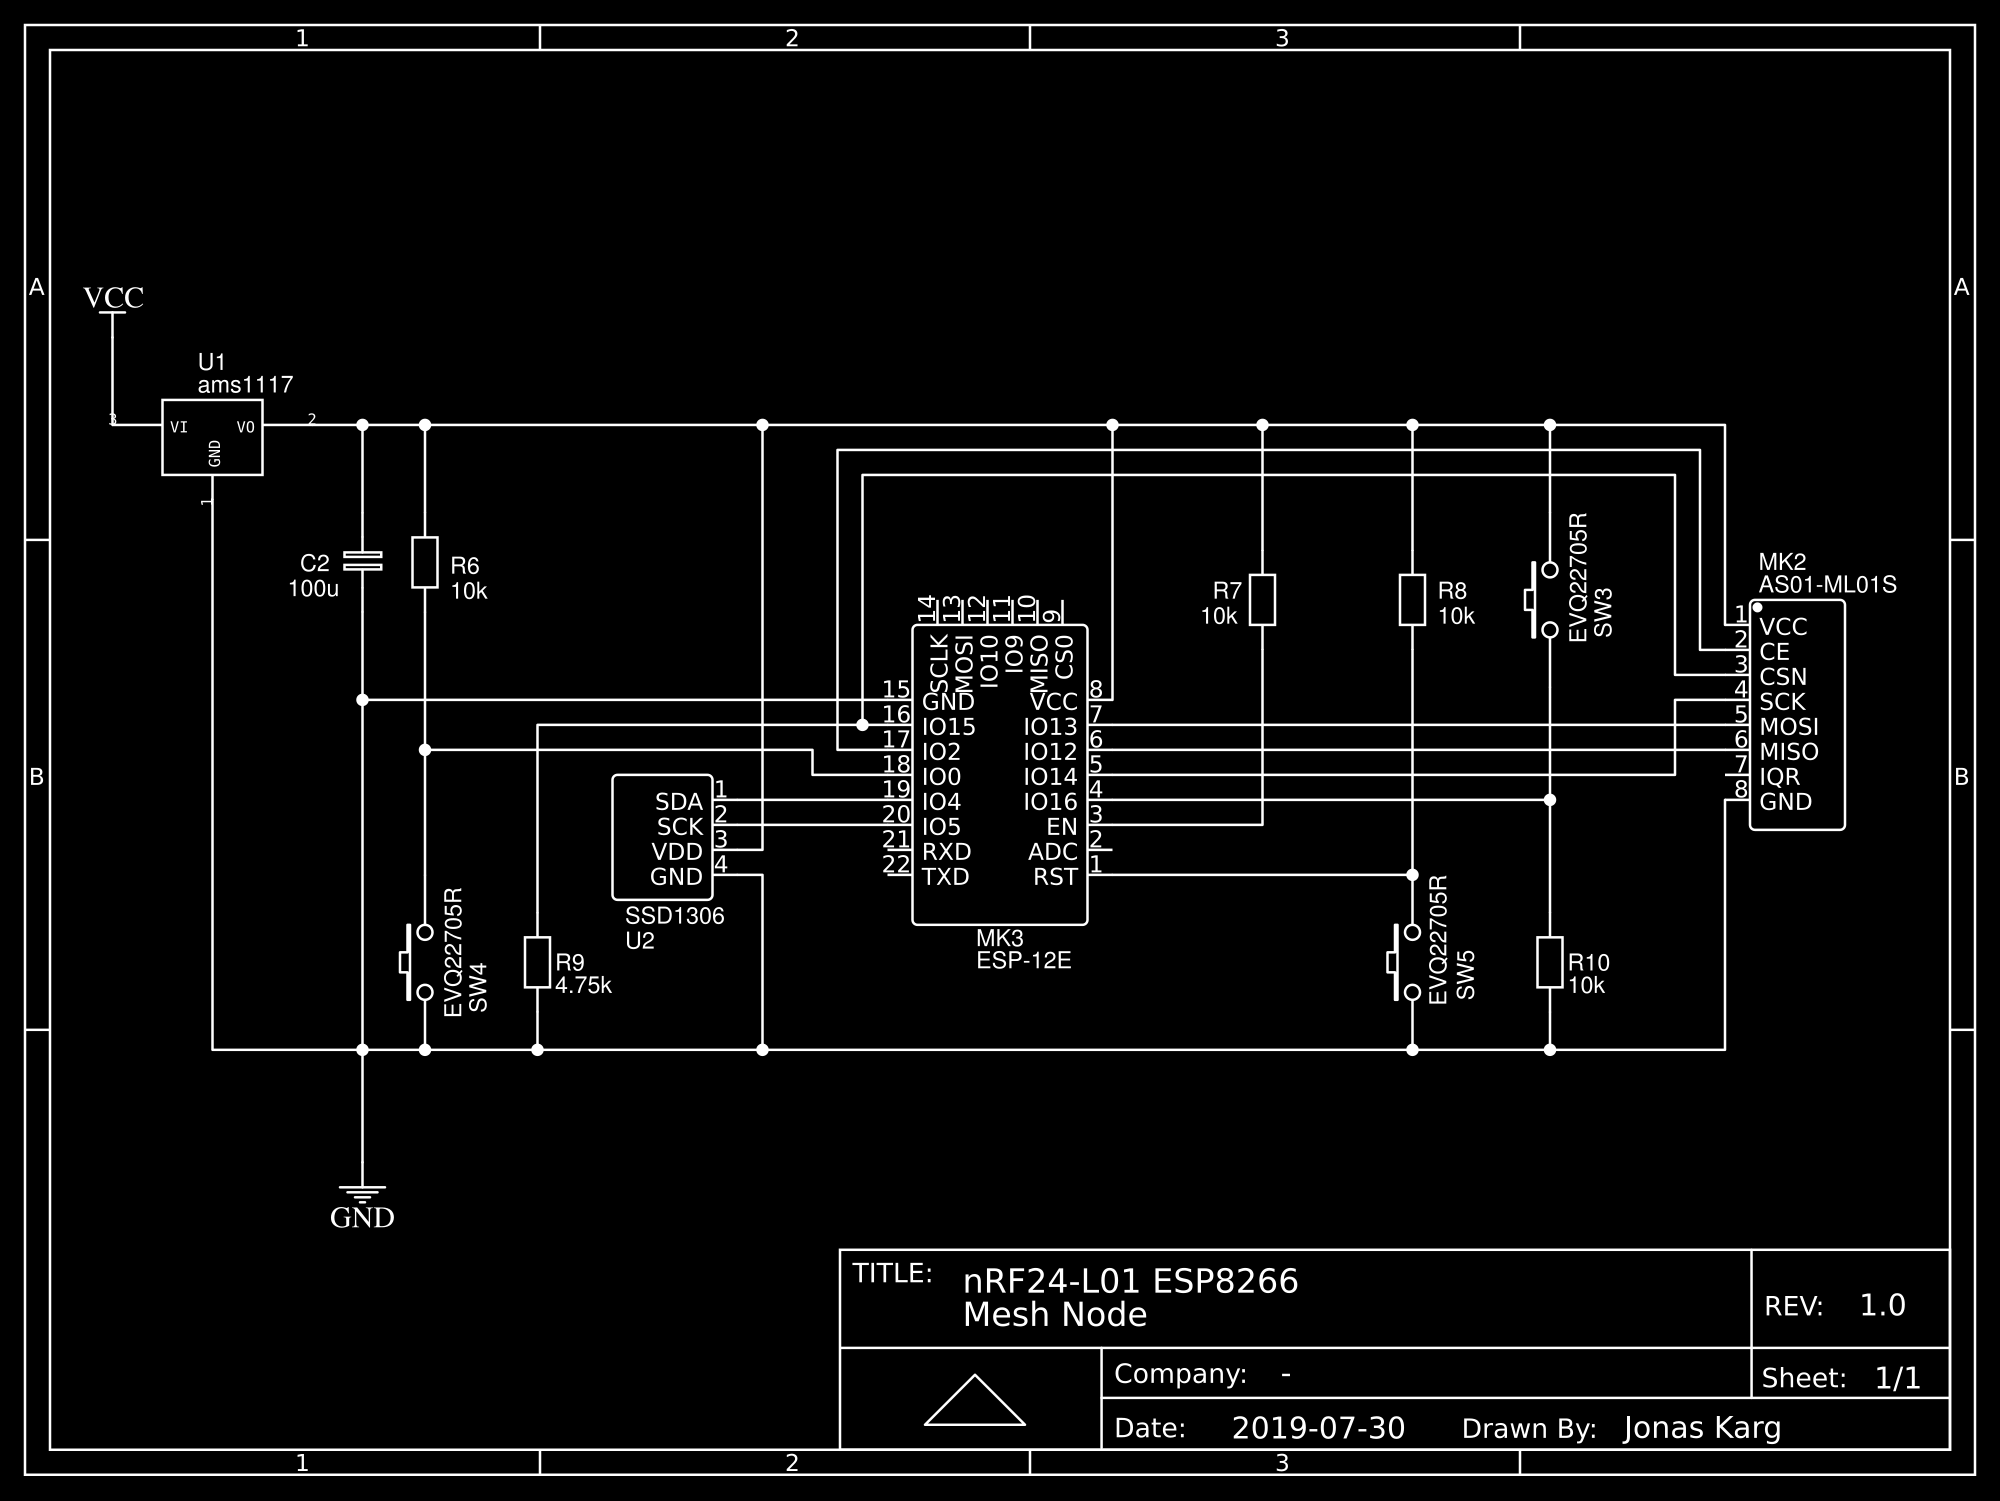 1 2 3
A A
VCC
U1
ams1117
3 VI VO 2
GND
1
C2
100u
R6
10k
R7
10k
R8
10k
EVQ22705R
SW3
MK2
AS01-ML01S
1 VCC
2 CE
3 CSN
4 SCK
5 MOSI
6 MISO
7 IQR
8 GND
14 13 12 11 10 9
SCLK MOSI IO10 IO9 MISO CS0
15 GND VCC 8
16 IO15 IO13 7
17 IO2 IO12 6
18 IO0 IO14 5
19 IO4 IO16 4
20 IO5 EN 3
21 RXD ADC 2
22 TXD RST 1
MK3
ESP-12E
B B
SDA 1
SCK 2
VDD 3
GND 4
SSD1306
U2
EVQ22705R
SW4
R9
4.75k
EVQ22705R
SW5
R10
10k
GND
TITLE: nRF24-L01 ESP8266
Mesh Node
REV: 1.0
Company: -
Sheet: 1/1
Date: 2019-07-30 Drawn By: Jonas Karg
1 2 3